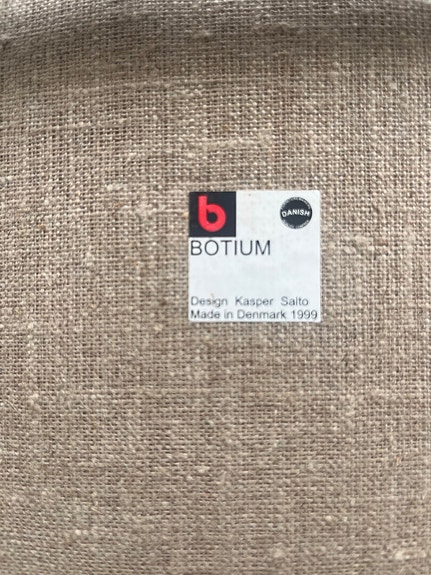 b
DANISH
BOTIUM
Design Kasper Salto
Made in Denmark 1999